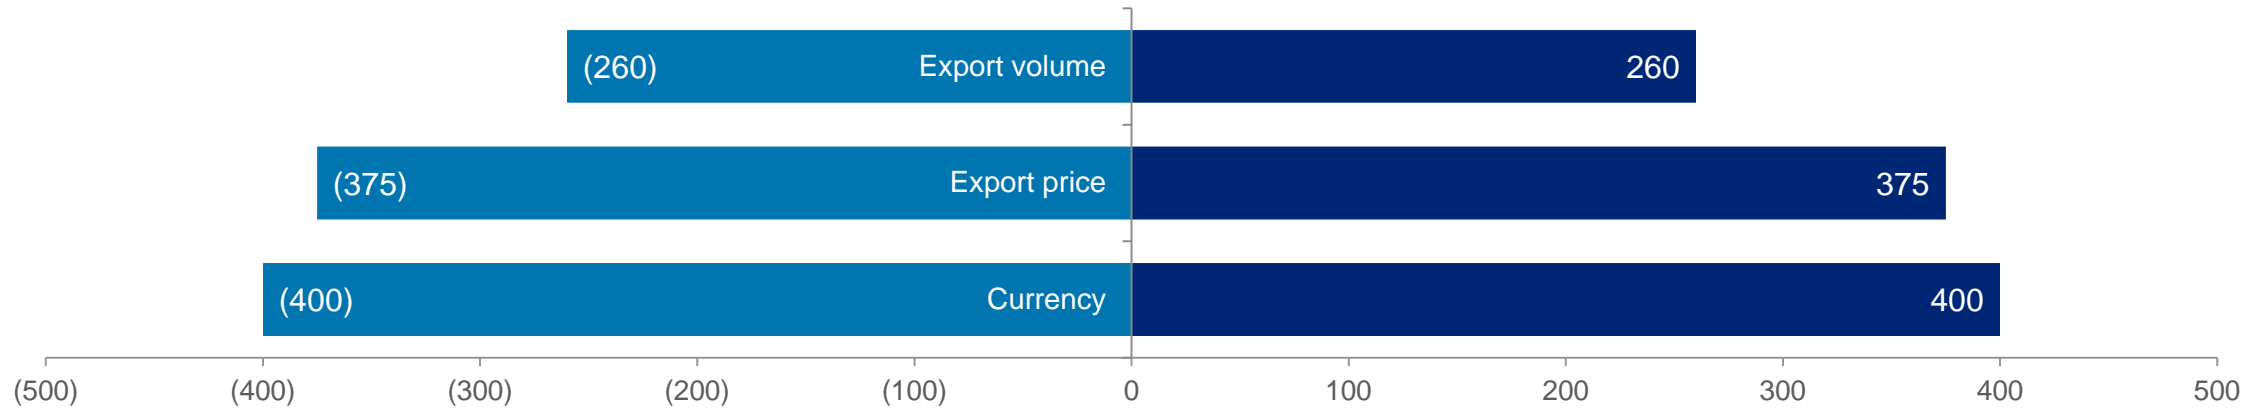 (260) Export volume 260
(375) Export price 375
(400) Currency 400
(500) (400) (300) (200) (100) 0 100 200 300 400 500